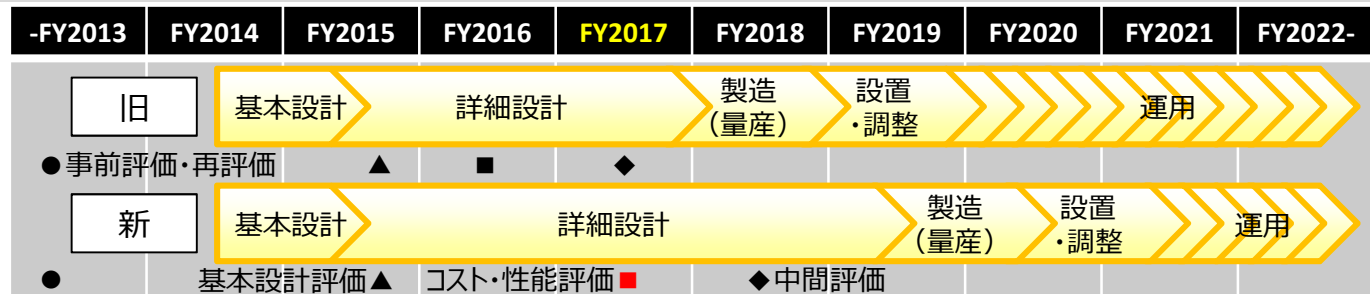 -FY2013 FY2014 FY2015 FY2016 FY2017 FY2018 FY2019 FY2020 FY2021 FY2022-
旧 基本設計 詳細設計 製造 設置 運用
(量産) ・調整
●事前評価・再評価 ▲ ■ ◆
新 基本設計 詳細設計 製造 設置 運用
(量産) ・調整
● 基本設計評価▲ コスト・性能評価■ ◆中間評価